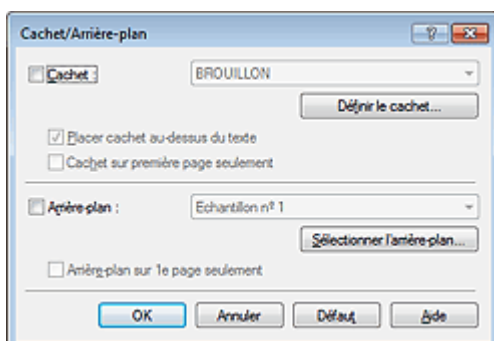 Cachet/Arrière-plan
Cachet : BROUILLON
Définir le cachet...
Placer cachet au-dessus du texte
Cachet sur première page seulement
Arrière-plan : Echantillon nº 1
Sélectionner l'arrière-plan...
Arrière-plan sur 1e page seulement
OK Annuler Défaut Aide